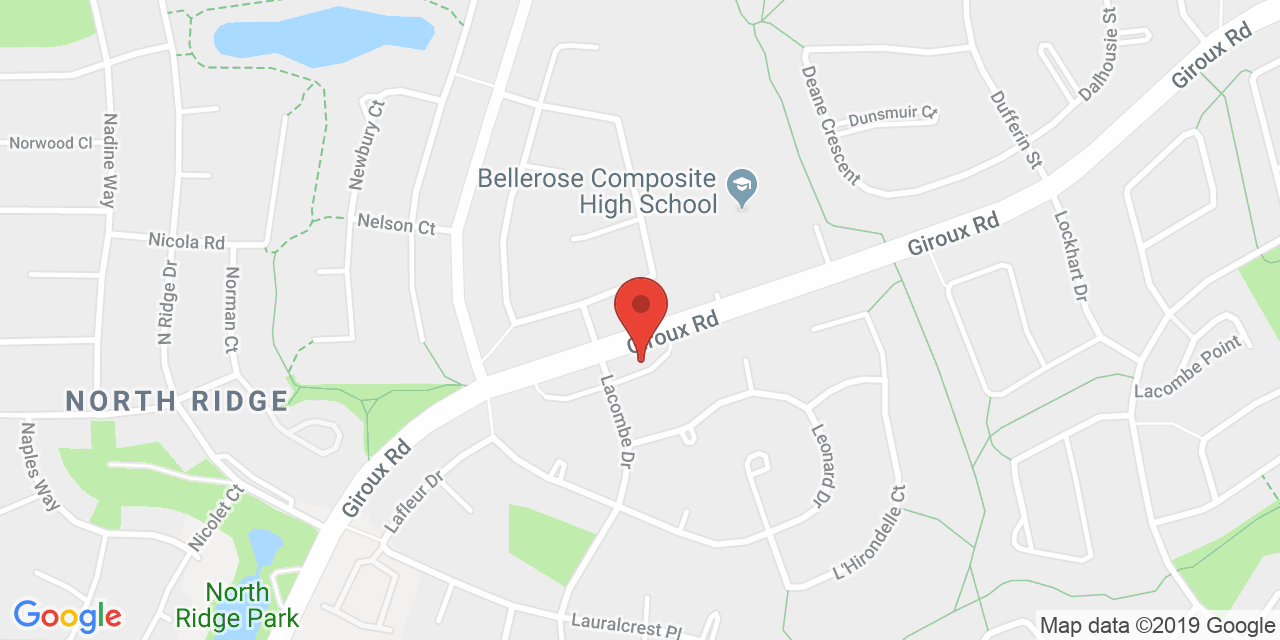 Giroux Rd
Dalhousie St
Deane Crescent
Dunsmuir Ct
Dufferin St
Nadine Way
Norwood Cl
Newbury Ct
Bellerose Composite
High School
Nelson Ct
Nicola Rd
Giroux Rd
Lockhart Dr
N Ridge Dr
Norman Ct
Giroux Rd
Lacombe Point
NORTH RIDGE
Lacombe Dr
Naples Way
Giroux Rd
Leonard Dr
Lafleur Dr
Nicolet Ct
L'Hirondelle Ct
North
Ridge Park
Google
Lauralcrest Pl
Map data ©2019 Google